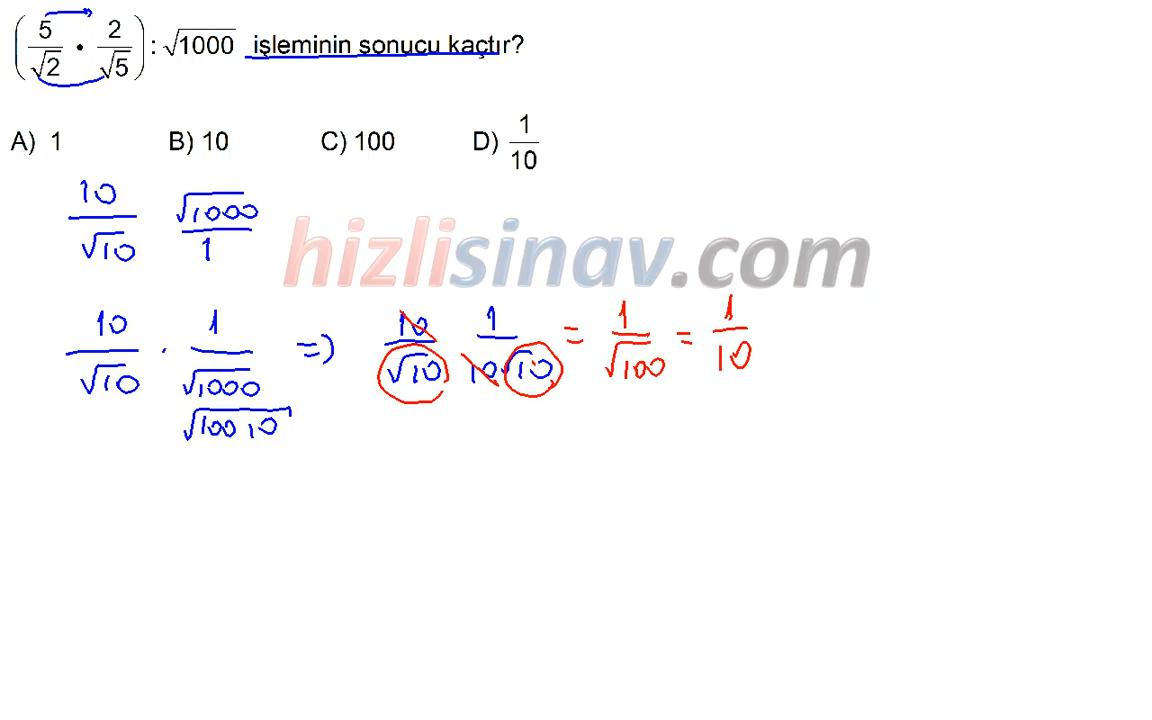 (5/√2 • 2/√5) : √1000 işleminin sonucu kaçtır?
A) 1 B) 10 C) 100 D) 1/10
10/√10 √1000/1
hizlisinav.com
10/√10 . 1/√1000 => 10/√10 1/10√10 = 1/√100 = 1/10
√100 10